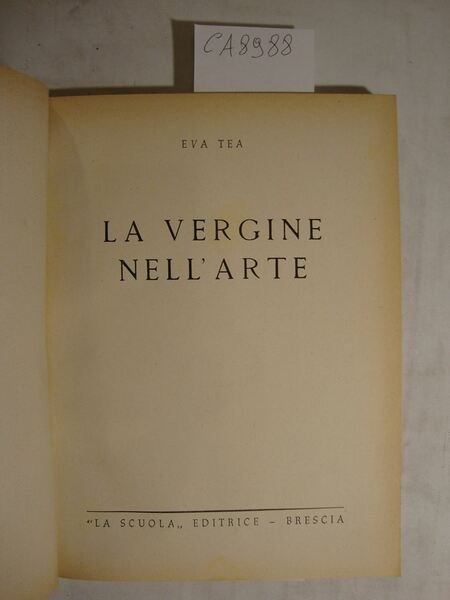 CA8988
EVA TEA
LA VERGINE
NELL'ARTE
"LA SCUOLA„ EDITRICE - BRESCIA